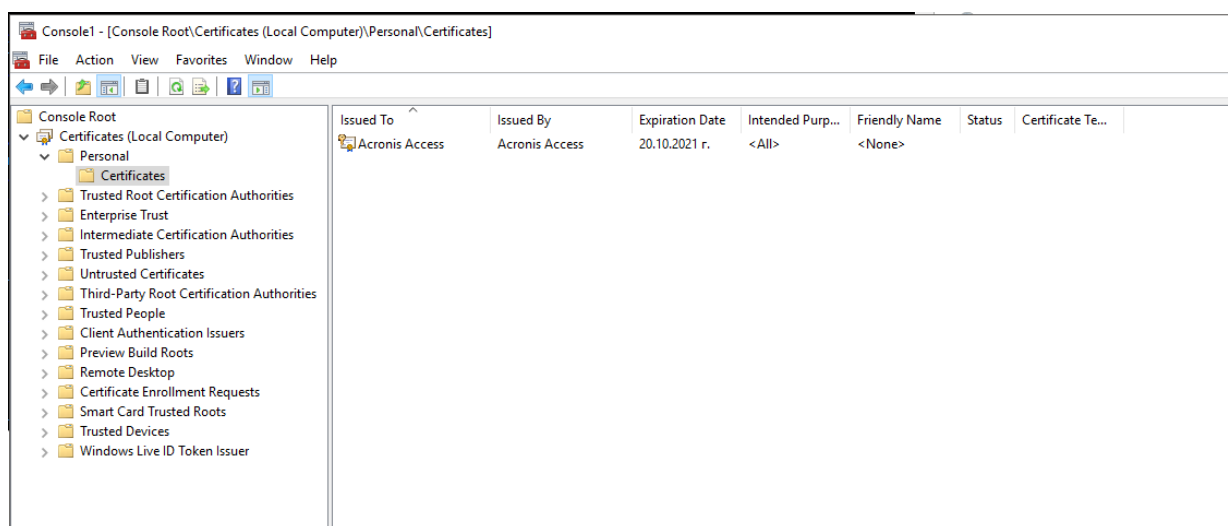 Console1 - [Console Root\Certificates (Local Computer)\Personal\Certificates]
File Action View Favorites Window Help
Console Root
Certificates (Local Computer)
Personal
Certificates
Trusted Root Certification Authorities
Enterprise Trust
Intermediate Certification Authorities
Trusted Publishers
Untrusted Certificates
Third-Party Root Certification Authorities
Trusted People
Client Authentication Issuers
Preview Build Roots
Remote Desktop
Certificate Enrollment Requests
Smart Card Trusted Roots
Trusted Devices
Windows Live ID Token Issuer
Issued To Issued By Expiration Date Intended Purp... Friendly Name Status Certificate Te...
Acronis Access Acronis Access 20.10.2021 г. <All> <None>